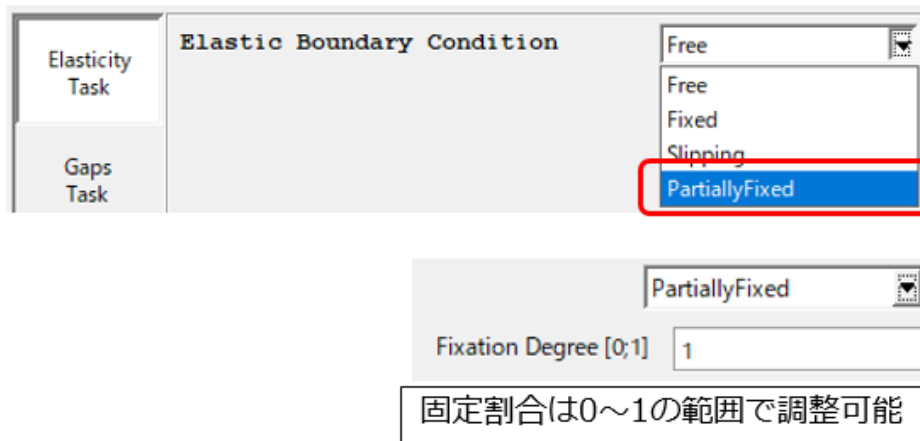 Elasticity
Task
Elastic Boundary Condition
Free
Free
Fixed
Slipping
PartiallyFixed
Gaps
Task
PartiallyFixed
Fixation Degree [0;1]
1
固定割合は0～1の範囲で調整可能